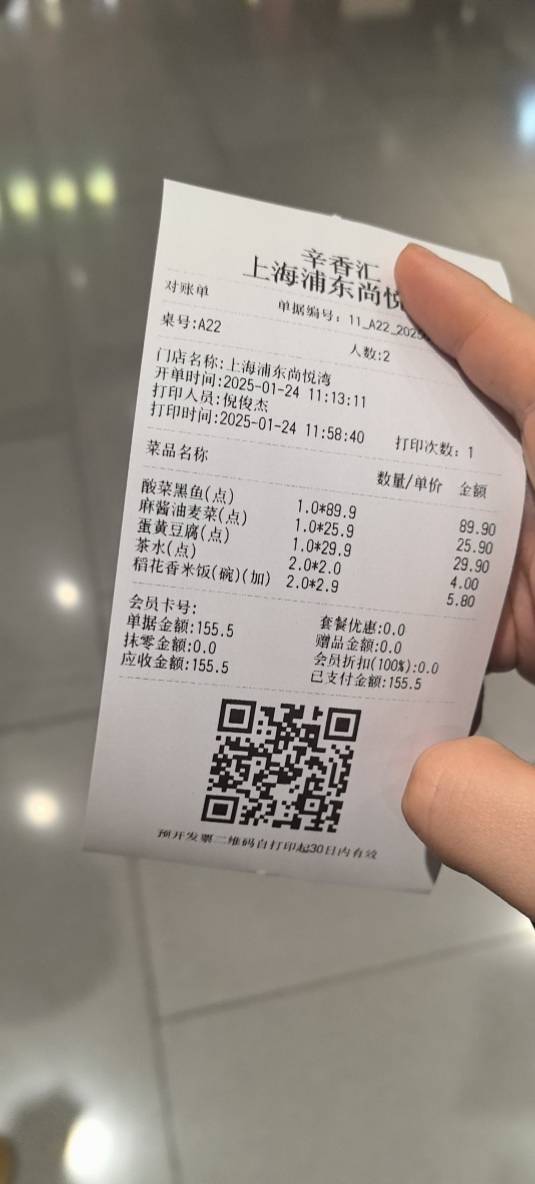 辛香汇
上海浦东尚悦
对账单 单据编号: 11_A22_2025
桌号:A22 人数:2
门店名称:上海浦东尚悦湾
开单时间:2025-01-24 11:13:11
打印人员:倪俊杰
打印时间:2025-01-24 11:58:40 打印次数: 1
菜品名称 数量/单价 金额
酸菜黑鱼(点) 1.0*89.9 89.90
麻酱油麦菜(点) 1.0*25.9 25.90
蛋黄豆腐(点) 1.0*29.9 29.90
茶水(点) 2.0*2.0 4.00
稻花香米饭(碗)(加) 2.0*2.9 5.80
会员卡号: 套餐优惠:0.0
单据金额:155.5 赠品金额:0.0
抹零金额:0.0 会员折扣(100%):0.0
应收金额:155.5 已支付金额:155.5
预开发票二维码自打印起30日内有效